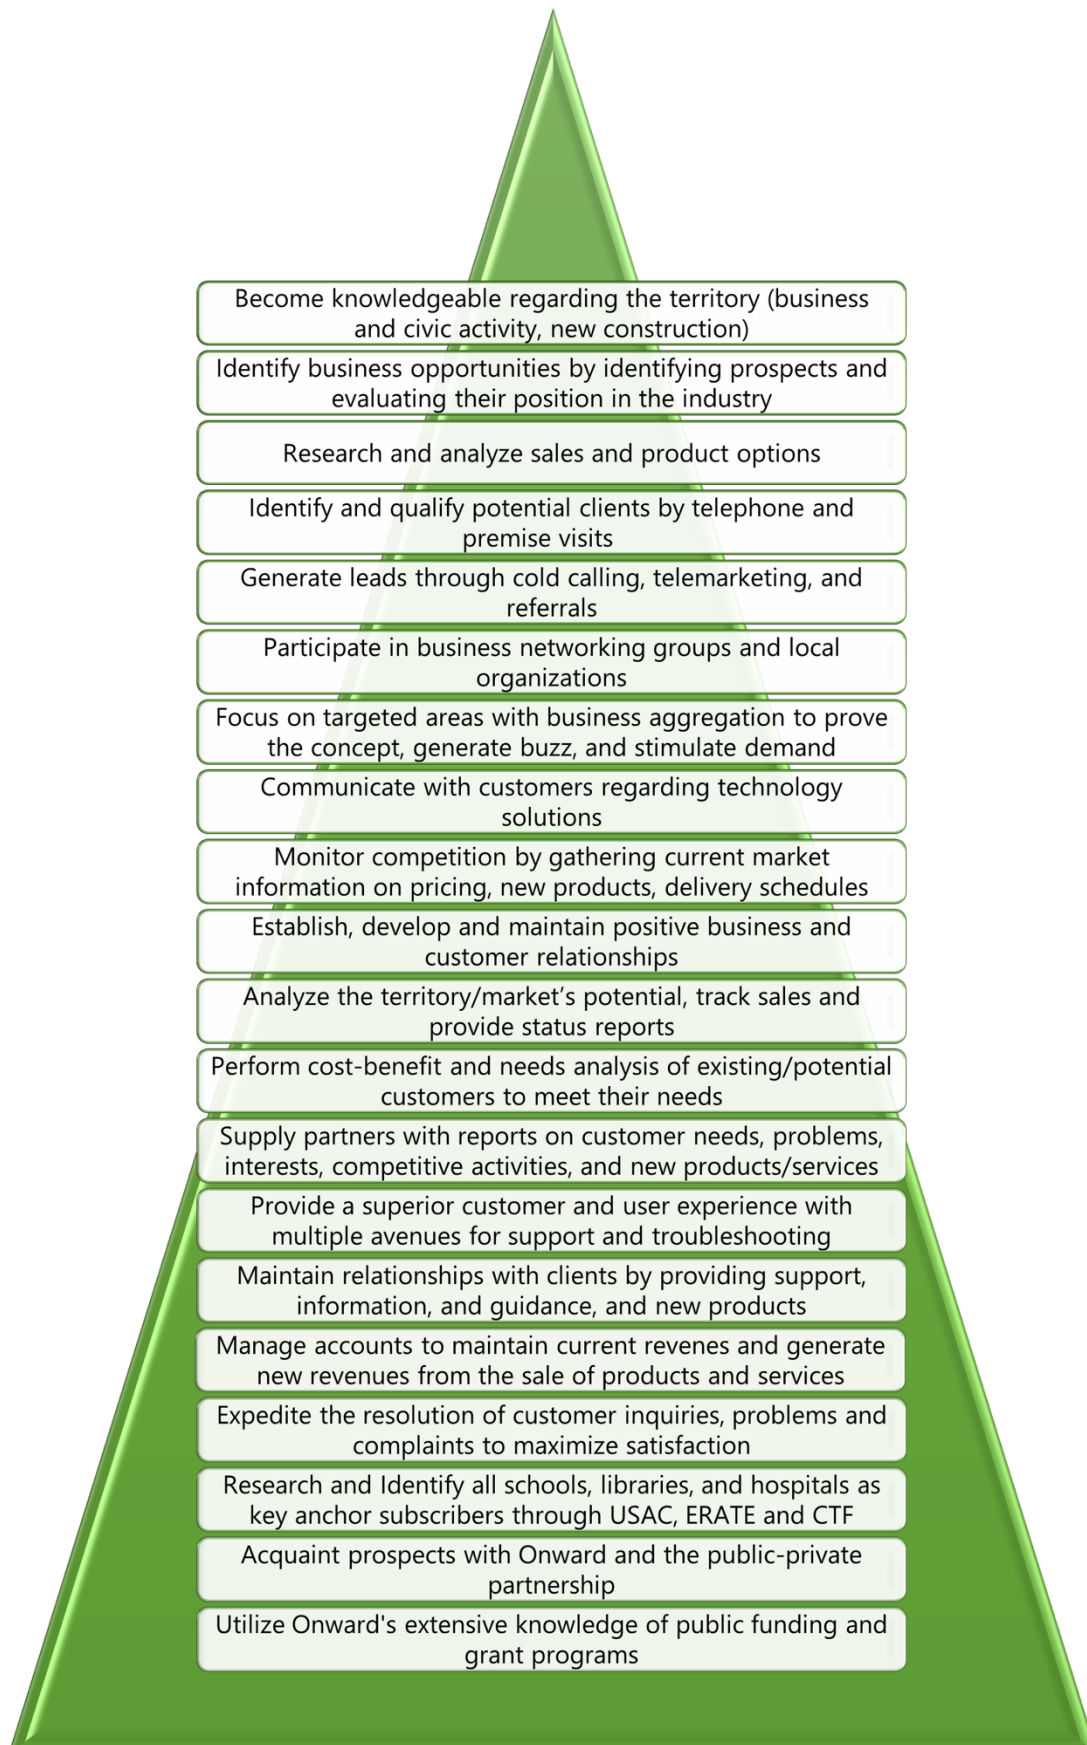 Become knowledgeable regarding the territory (business
and civic activity, new construction)
Identify business opportunities by identifying prospects and
evaluating their position in the industry
Research and analyze sales and product options
Identify and qualify potential clients by telephone and
premise visits
Generate leads through cold calling, telemarketing, and
referrals
Participate in business networking groups and local
organizations
Focus on targeted areas with business aggregation to prove
the concept, generate buzz, and stimulate demand
Communicate with customers regarding technology
solutions
Monitor competition by gathering current market
information on pricing, new products, delivery schedules
Establish, develop and maintain positive business and
customer relationships
Analyze the territory/market’s potential, track sales and
provide status reports
Perform cost-benefit and needs analysis of existing/potential
customers to meet their needs
Supply partners with reports on customer needs, problems,
interests, competitive activities, and new products/services
Provide a superior customer and user experience with
multiple avenues for support and troubleshooting
Maintain relationships with clients by providing support,
information, and guidance, and new products
Manage accounts to maintain current revenes and generate
new revenues from the sale of products and services
Expedite the resolution of customer inquiries, problems and
complaints to maximize satisfaction
Research and Identify all schools, libraries, and hospitals as
key anchor subscribers through USAC, ERATE and CTF
Acquaint prospects with Onward and the public-private
partnership
Utilize Onward's extensive knowledge of public funding and
grant programs